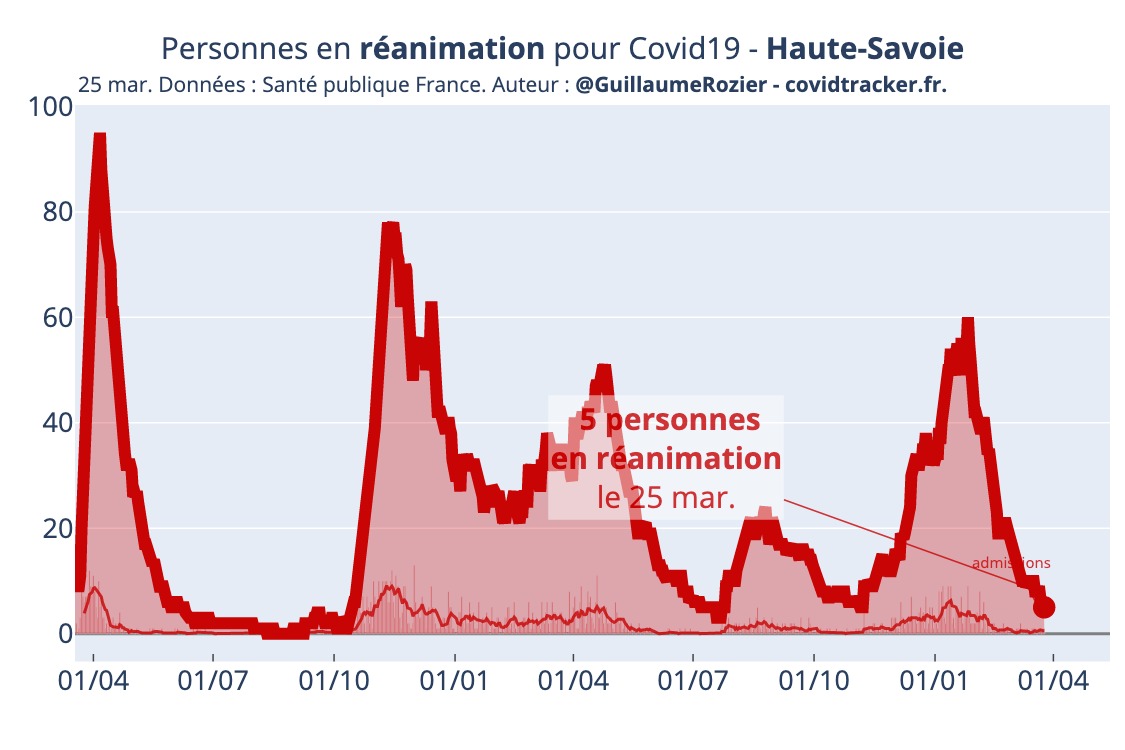 Personnes en réanimation pour Covid19 - Haute-Savoie
25 mar. Données : Santé publique France. Auteur : @GuillaumeRozier - covidtracker.fr.
100
80
60
40
20
0
5 personnes
en réanimation
le 25 mar.
admissions
01/04 01/07 01/10 01/01 01/04 01/07 01/10 01/01 01/04